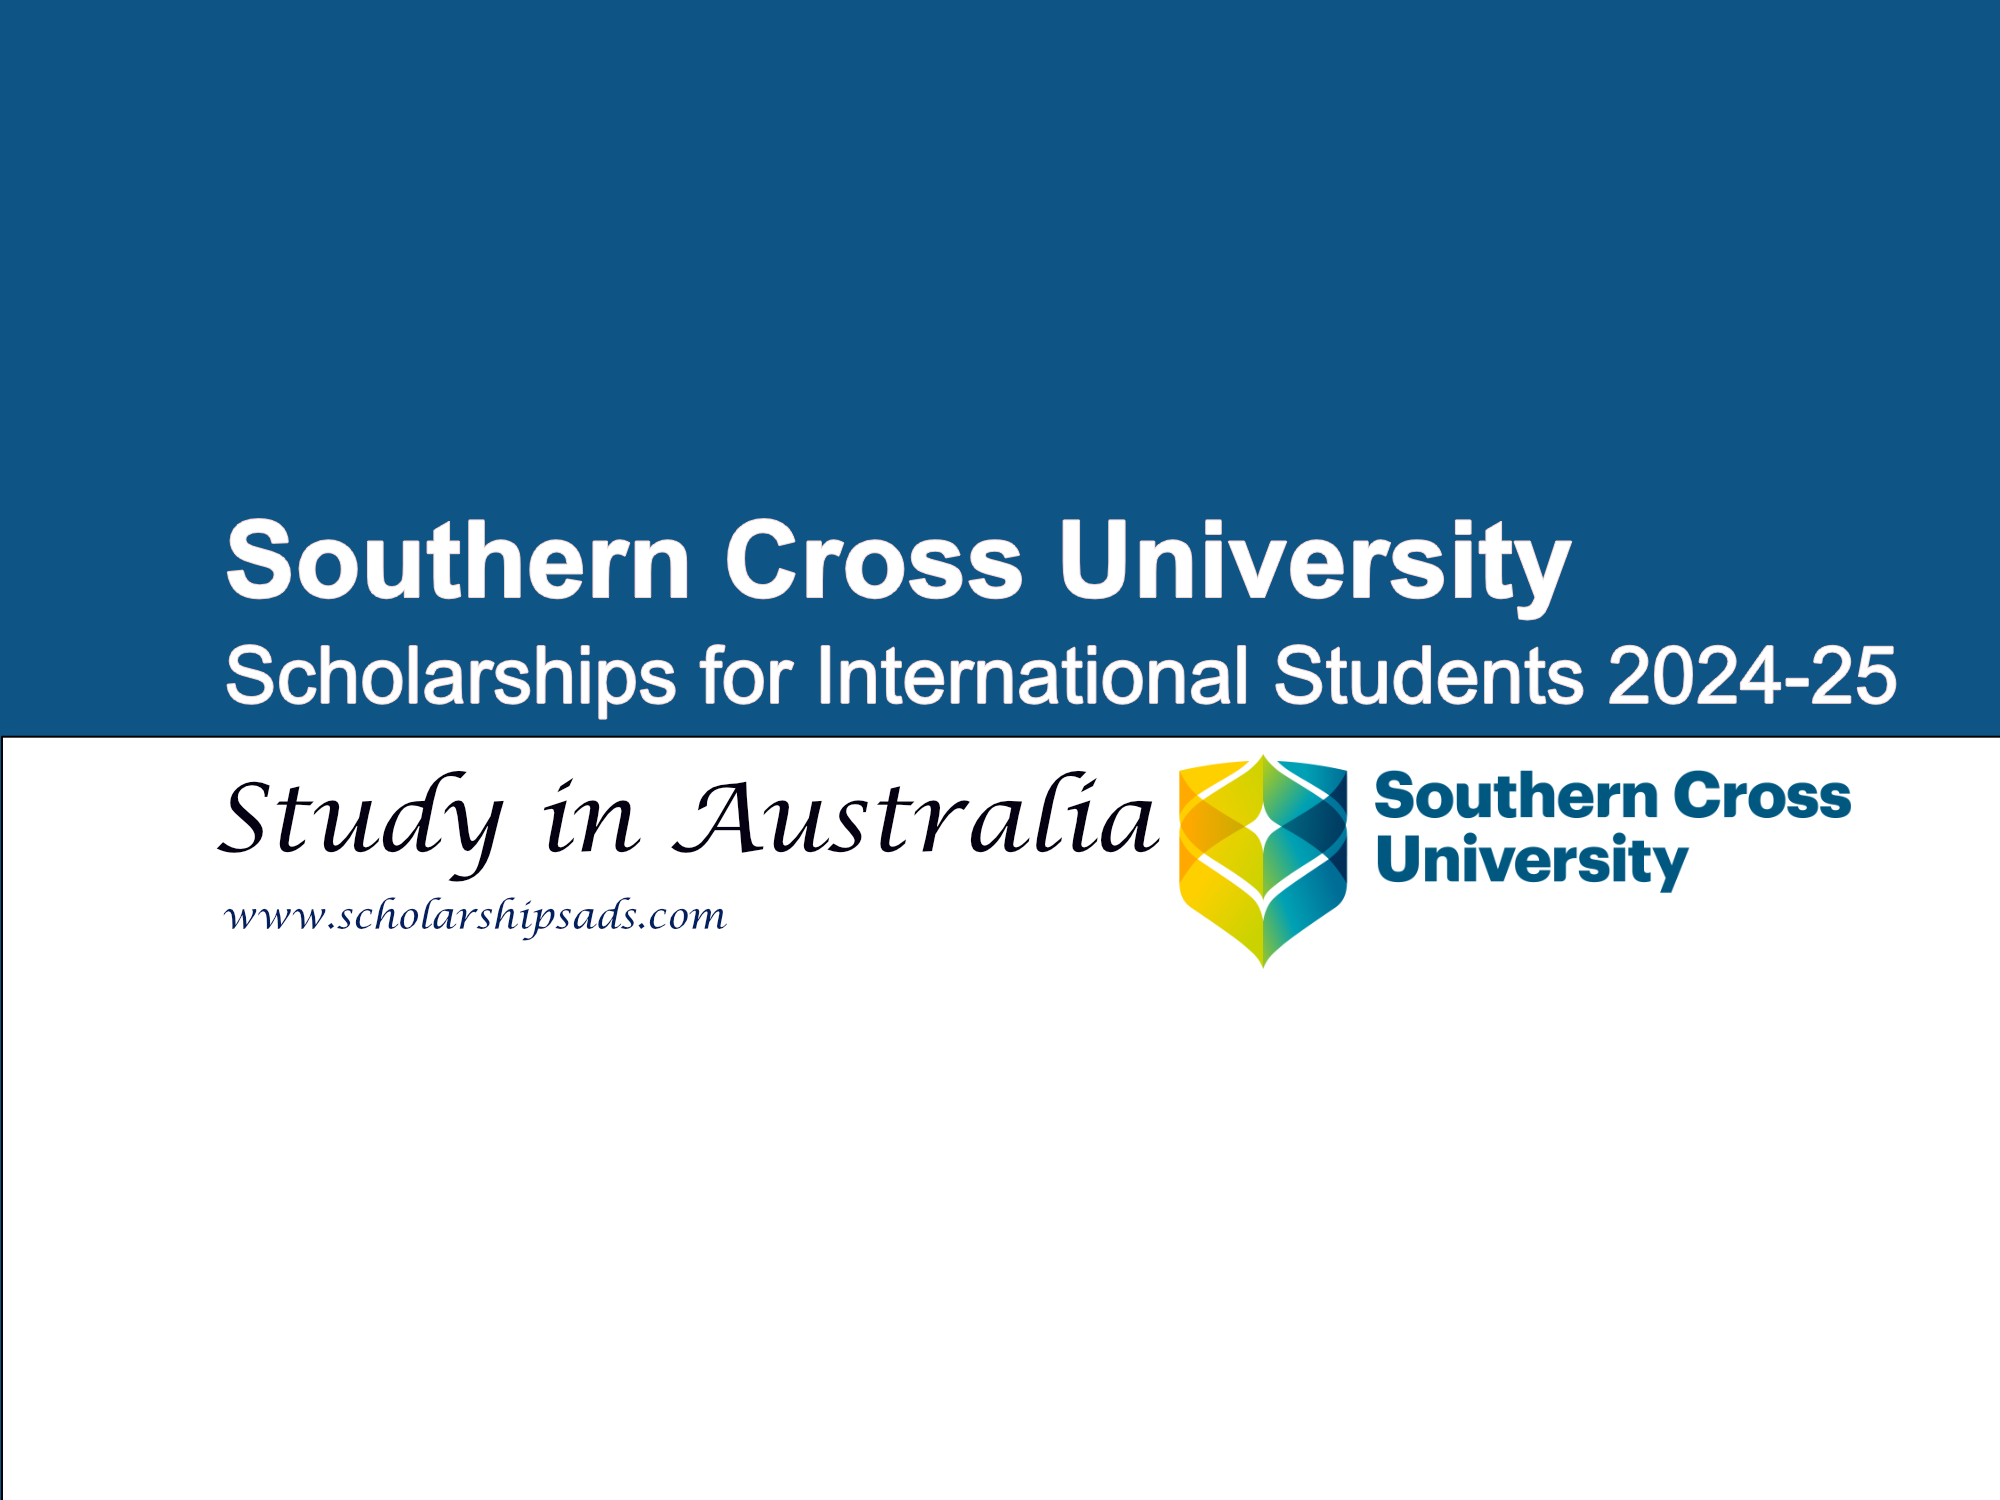 Southern Cross University
Scholarships for International Students 2024-25
Study in Australia
www.scholarshipsads.com
Southern Cross
University